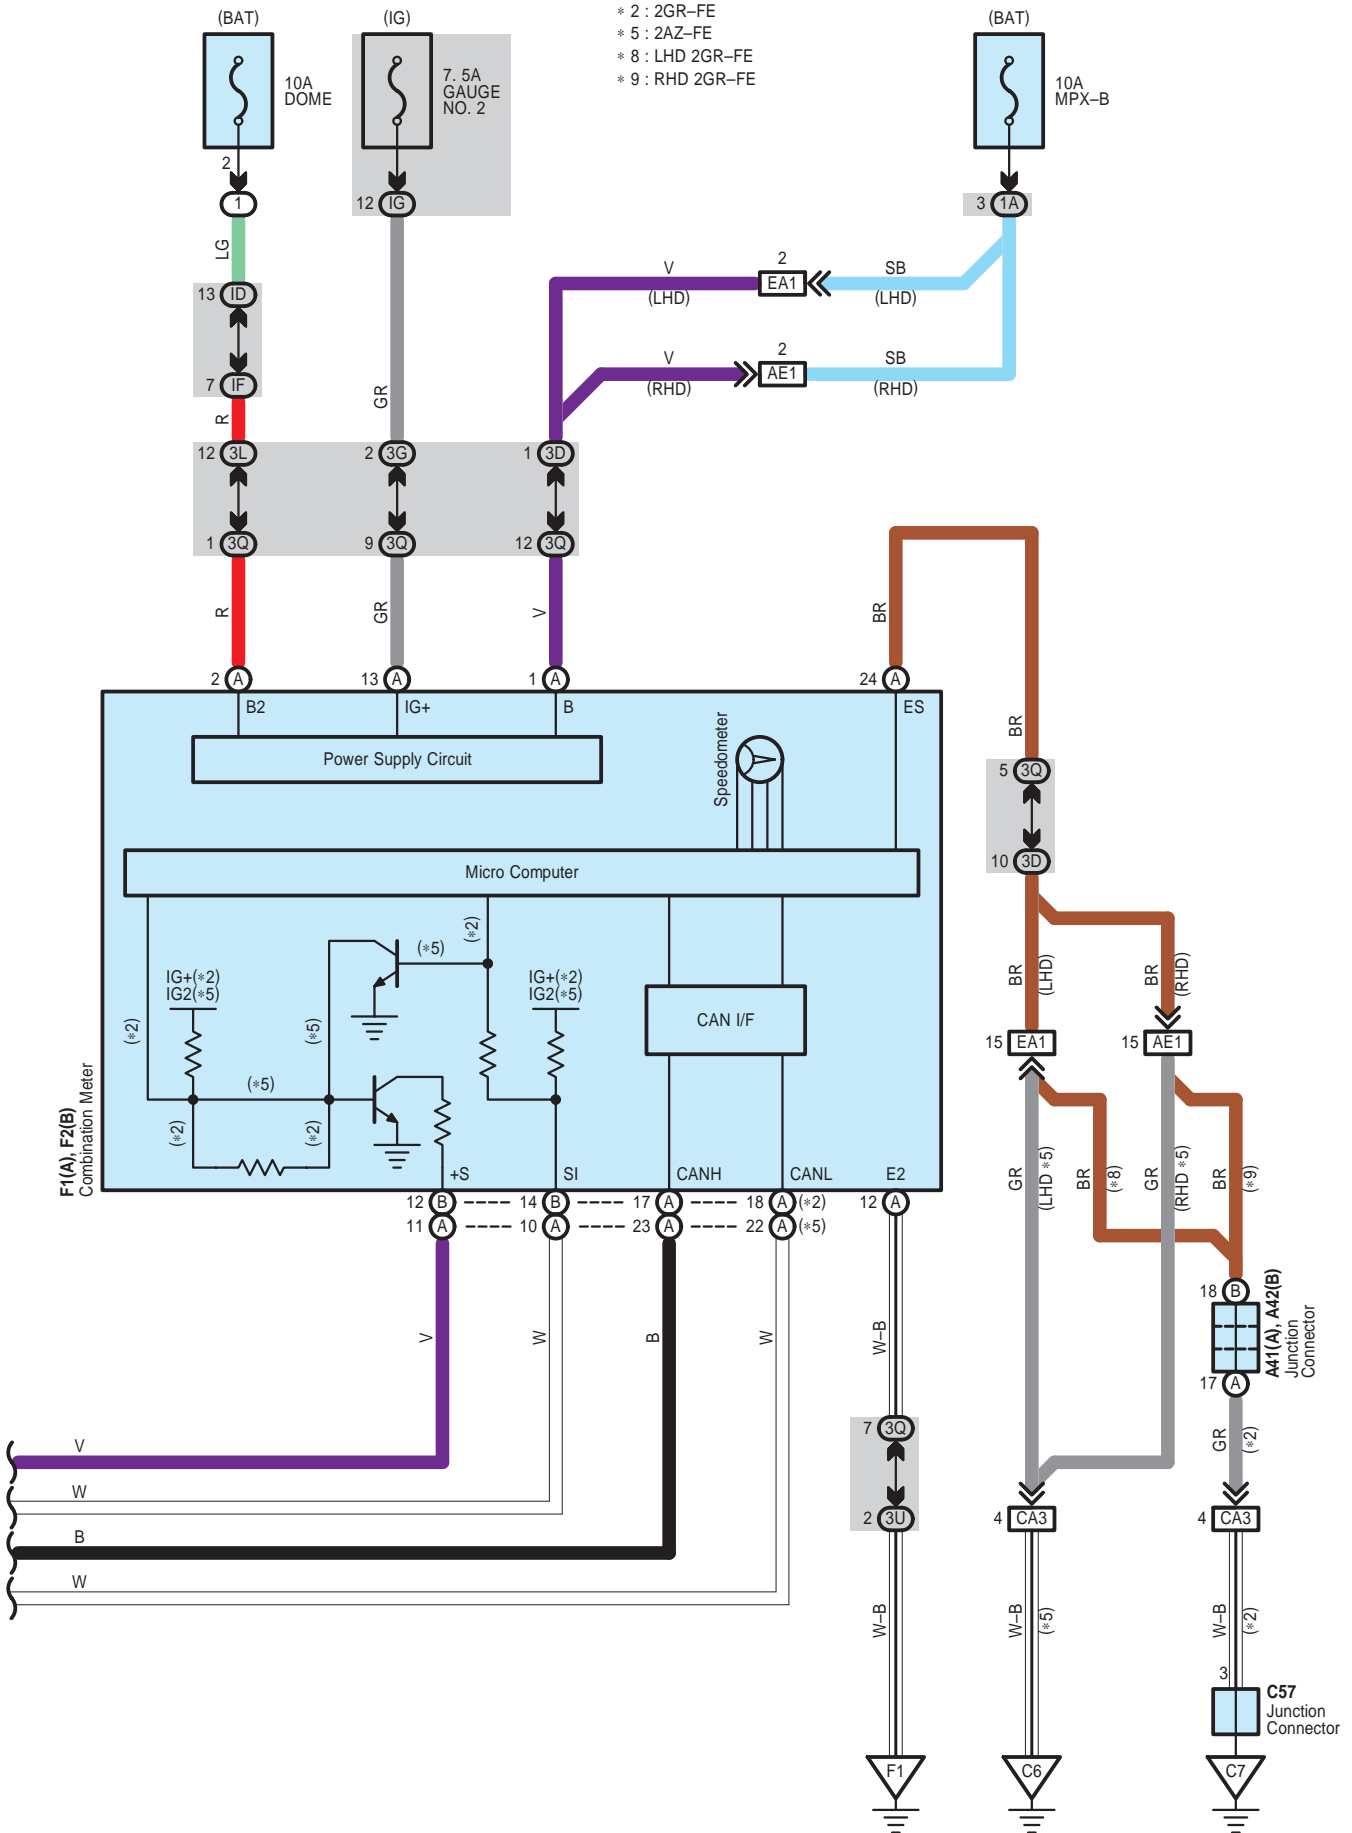 ∗ 2 : 2GR–FE
∗ 5 : 2AZ–FE
∗ 8 : LHD 2GR–FE
∗ 9 : RHD 2GR–FE
(BAT)
(IG)
(BAT)
10A
DOME
7. 5A
GAUGE
NO. 2
10A
MPX–B
2
1
12 IG
3 1A
LG
2
V
EA1
SB
(LHD)
(LHD)
13 ID
2
V
AE1
SB
(RHD)
(RHD)
7 IF
R
GR
12 3L
2 3G
1 3D
1 3Q
9 3Q
12 3Q
R
GR
V
BR
BR
2 A
13 A
1 A
24 A
B2
IG+
B
ES
Power Supply Circuit
Speedometer
5 3Q
10 3D
Micro Computer
(∗2)
(∗5)
IG+(∗2)
IG2(∗5)
IG+(∗2)
IG2(∗5)
CAN I/F
(∗2)
(∗5)
(∗5)
(∗2)
(∗2)
BR
(LHD)
BR
(RHD)
15 EA1
15 AE1
F1(A), F2(B)
Combination Meter
+S
SI
CANH
CANL
E2
12 B
14 B
17 A
18 A (∗2)
12 A
11 A
10 A
23 A
22 A (∗5)
GR
(LHD ∗5)
BR
(∗8)
GR
(RHD ∗5)
BR
(∗9)
18 B
A41(A), A42(B)
Junction
Connector
17 A
V
W
B
W
W–B
7 3Q
2 3U
GR
(∗2)
V
W
B
W
4 CA3
4 CA3
W–B
W–B
(∗5)
W–B
(∗2)
3
C57
Junction
Connector
F1
C6
C7